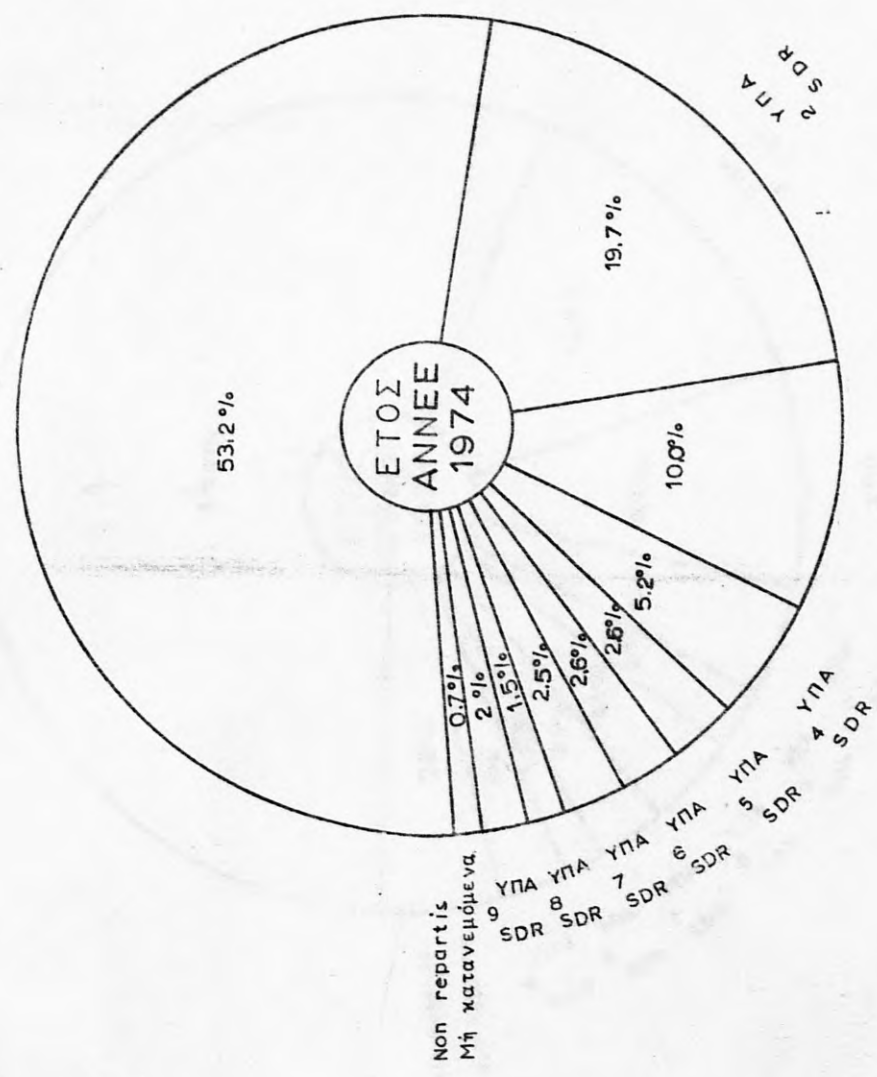 53.2%
ΕΤΟΣ
ΑΝΝΕΕ
1974
19.7%
10.0%
5.2%
2.6%
2.6%
2.5%
1.5%
2%
0.7%
ΥΠΑ
2 SDR
ΥΠΑ
4
SDR
ΥΠΑ
5
SDR
ΥΠΑ
6
SDR
ΥΠΑ
7
SDR
ΥΠΑ
8
SDR
ΥΠΑ
9
SDR
Non repartis
Μή κατανεμόμενα